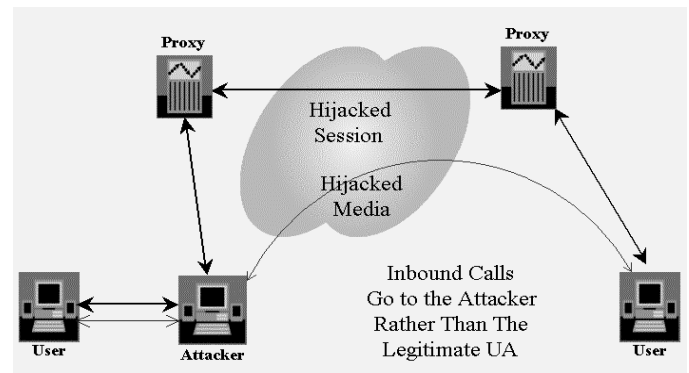 Proxy
Proxy
Hijacked
Session
Hijacked
Media
Inbound Calls
Go to the Attacker
Rather Than The
Legitimate UA
User
Attacker
User